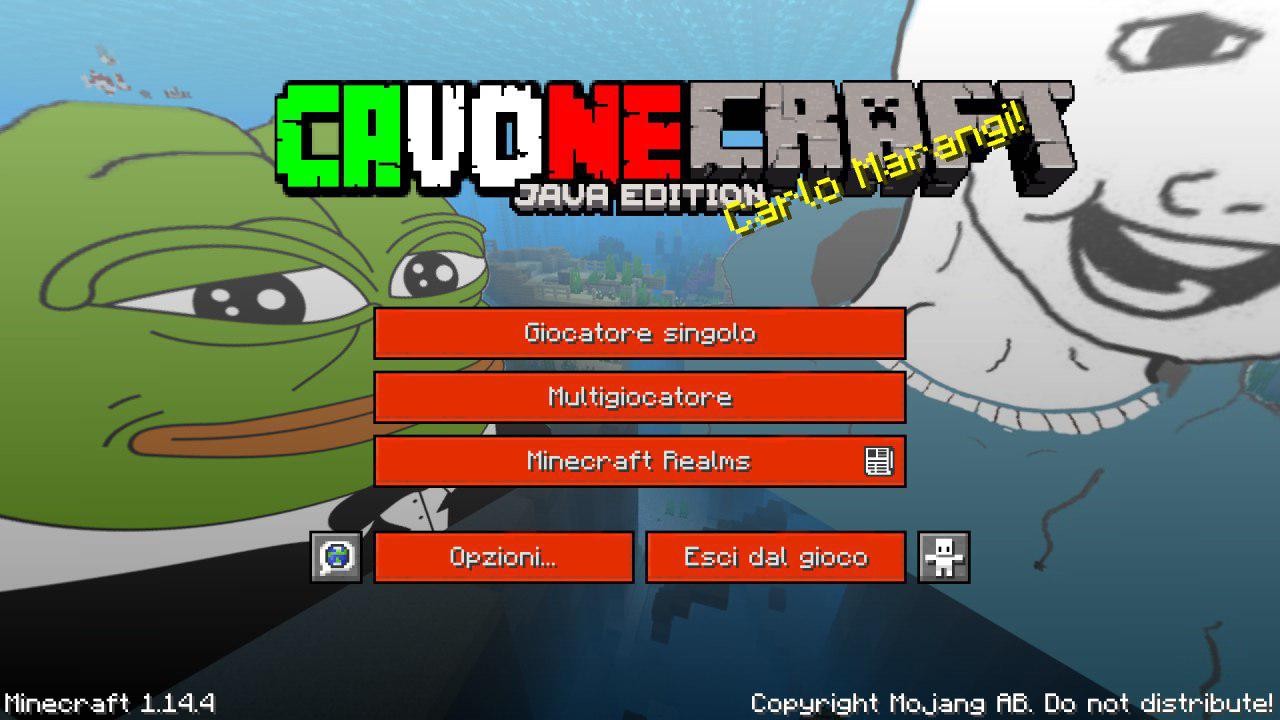 CAVONECRAFT
JAVA EDITION
Carlo Marangi!
Giocatore singolo
Multigiocatore
Minecraft Realms
Opzioni...
Esci dal gioco
Minecraft 1.14.4
Copyright Mojang AB. Do not distribute!